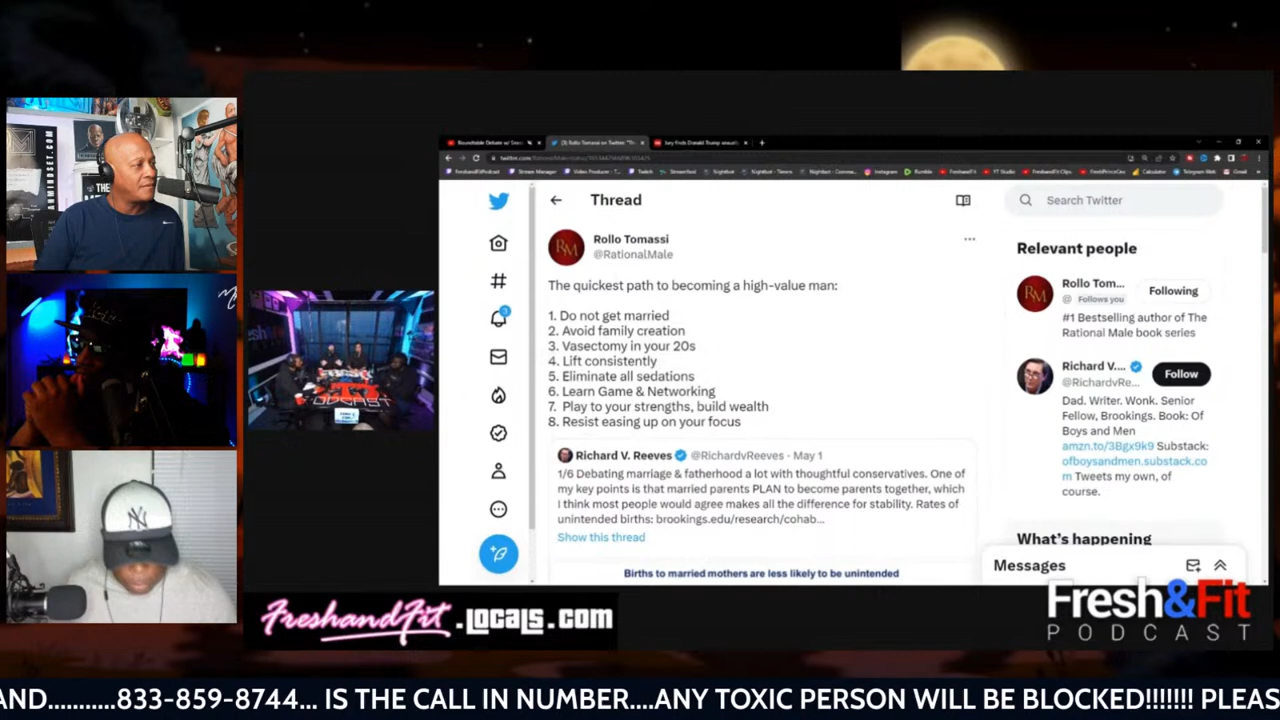 Thread
Search Twitter
Rollo Tomassi
@RationalMale
The quickest path to becoming a high-value man:
1. Do not get married
2. Avoid family creation
3. Vasectomy in your 20s
4. Lift consistently
5. Eliminate all sedations
6. Learn Game & Networking
7. Play to your strengths, build wealth
8. Resist easing up on your focus
Richard V. Reeves @RichardvReeves · May 1
1/6 Debating marriage & fatherhood a lot with thoughtful conservatives. One of
my key points is that married parents PLAN to become parents together, which
I think most people would agree makes all the difference for stability. Rates of
unintended births: brookings.edu/research/cohab...
Show this thread
Births to married mothers are less likely to be unintended
Relevant people
Rollo Tom...
@ Follows you
Following
#1 Bestselling author of The
Rational Male book series
Richard V....
@RichardvRe...
Follow
Dad. Writer. Wonk. Senior
Fellow, Brookings. Book: Of
Boys and Men
amzn.to/3Bgx9k9 Substack:
ofboysandmen.substack.co
m Tweets my own, of
course.
What's happening
Messages
FreshandFit.Locals.com
Fresh&Fit
PODCAST
AND..........833-859-8744... IS THE CALL IN NUMBER....ANY TOXIC PERSON WILL BE BLOCKED!!!!!!! PLEAS